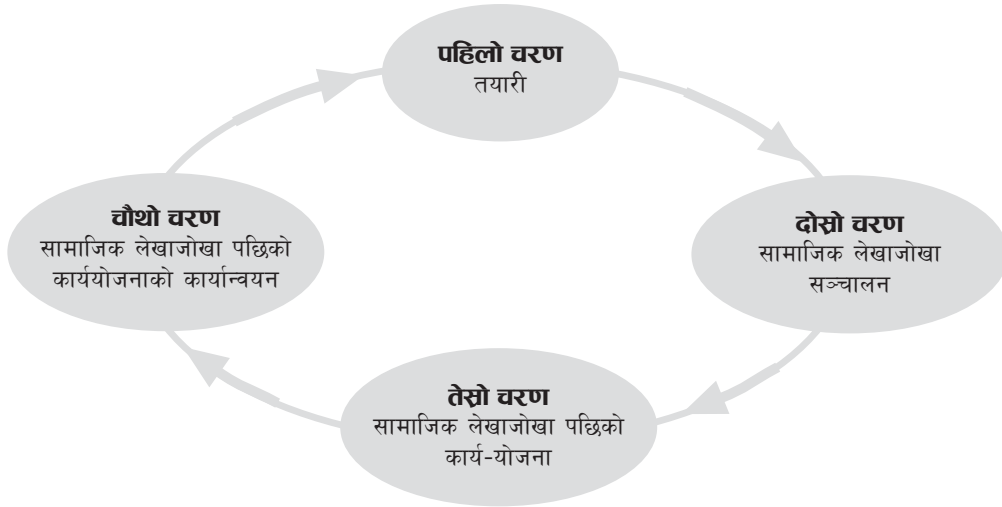 पहिलो चरण
तयारी
दोस्रो चरण
सामाजिक लेखाजोखा
सञ्चालन
तेस्रो चरण
सामाजिक लेखाजोखा पछिको
कार्य-योजना
चौथो चरण
सामाजिक लेखाजोखा पछिको
कार्ययोजनाको कार्यान्वयन